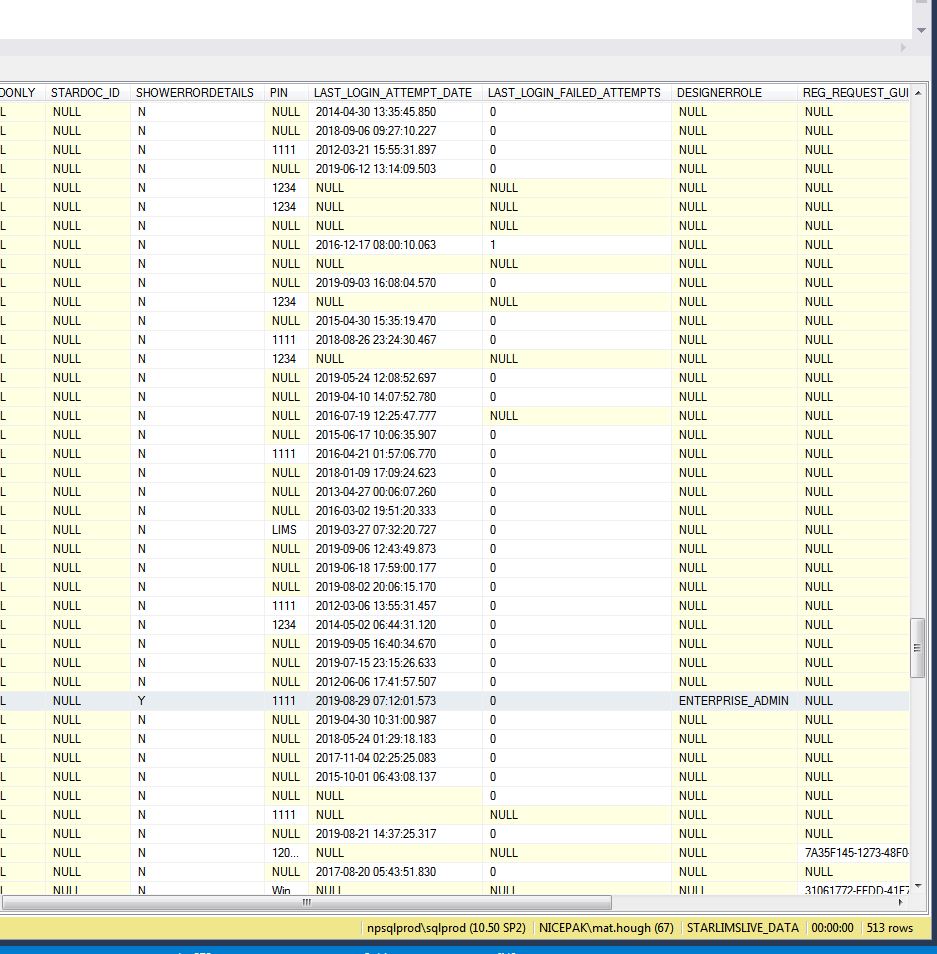 DONLY STARDOC_ID SHOWERRORDETAILS PIN LAST_LOGIN_ATTEMPT_DATE LAST_LOGIN_FAILED_ATTEMPTS DESIGNERROLE REG_REQUEST_GUI
L NULL N NULL 2014-04-30 13:35:45.850 0 NULL NULL
L NULL N NULL 2018-09-06 09:27:10.227 0 NULL NULL
L NULL N 1111 2012-03-21 15:55:31.897 0 NULL NULL
L NULL N NULL 2019-06-12 13:14:09.503 0 NULL NULL
L NULL N 1234 NULL NULL NULL NULL
L NULL N 1234 NULL NULL NULL NULL
L NULL N NULL NULL NULL NULL NULL
L NULL N NULL 2016-12-17 08:00:10.063 1 NULL NULL
L NULL N NULL NULL NULL NULL NULL
L NULL N NULL 2019-09-03 16:08:04.570 0 NULL NULL
L NULL N 1234 NULL NULL NULL NULL
L NULL N NULL 2015-04-30 15:35:19.470 0 NULL NULL
L NULL N 1111 2018-08-26 23:24:30.467 0 NULL NULL
L NULL N 1234 NULL NULL NULL NULL
L NULL N NULL 2019-05-24 12:08:52.697 0 NULL NULL
L NULL N NULL 2019-04-10 14:07:52.780 0 NULL NULL
L NULL N NULL 2016-07-19 12:25:47.777 NULL NULL NULL
L NULL N NULL 2015-06-17 10:06:35.907 0 NULL NULL
L NULL N 1111 2016-04-21 01:57:06.770 0 NULL NULL
L NULL N NULL 2018-01-09 17:09:24.623 0 NULL NULL
L NULL N NULL 2013-04-27 00:06:07.260 0 NULL NULL
L NULL N NULL 2016-03-02 19:51:20.333 0 NULL NULL
L NULL N LIMS 2019-03-27 07:32:20.727 0 NULL NULL
L NULL N NULL 2019-09-06 12:43:49.873 0 NULL NULL
L NULL N NULL 2019-06-18 17:59:00.177 0 NULL NULL
L NULL N NULL 2019-08-02 20:06:15.170 0 NULL NULL
L NULL N 1111 2012-03-06 13:55:31.457 0 NULL NULL
L NULL N 1234 2014-05-02 06:44:31.120 0 NULL NULL
L NULL N NULL 2019-09-05 16:40:34.670 0 NULL NULL
L NULL N NULL 2019-07-15 23:15:26.633 0 NULL NULL
L NULL N NULL 2012-06-06 17:41:57.507 0 NULL NULL
L NULL Y 1111 2019-08-29 07:12:01.573 0 ENTERPRISE_ADMIN NULL
L NULL N NULL 2019-04-30 10:31:00.987 0 NULL NULL
L NULL N NULL 2018-05-24 01:29:18.183 0 NULL NULL
L NULL N NULL 2017-11-04 02:25:25.083 0 NULL NULL
L NULL N NULL 2015-10-01 06:43:08.137 0 NULL NULL
L NULL N NULL NULL 0 NULL NULL
L NULL N 1111 NULL NULL NULL NULL
L NULL N NULL 2019-08-21 14:37:25.317 0 NULL NULL
L NULL N 120... NULL NULL NULL 7A35F145-1273-48F0-
L NULL N NULL 2017-08-20 05:43:51.830 0 NULL NULL
L NULL N Win NULL NULL NULL
npsqlprod\sqlprod (10.50 SP2) NICEPAK\mat.hough (67) STARLIMSLIVE_DATA 00:00:00 513 rows